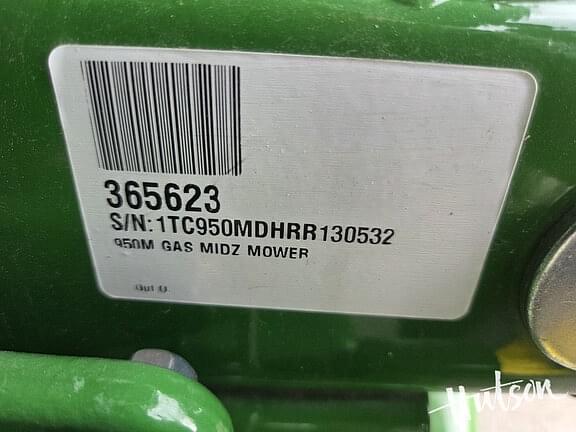 365623
S/N: 1TC950MDHRR130532
950M GAS MIDZ MOWER
Hutson